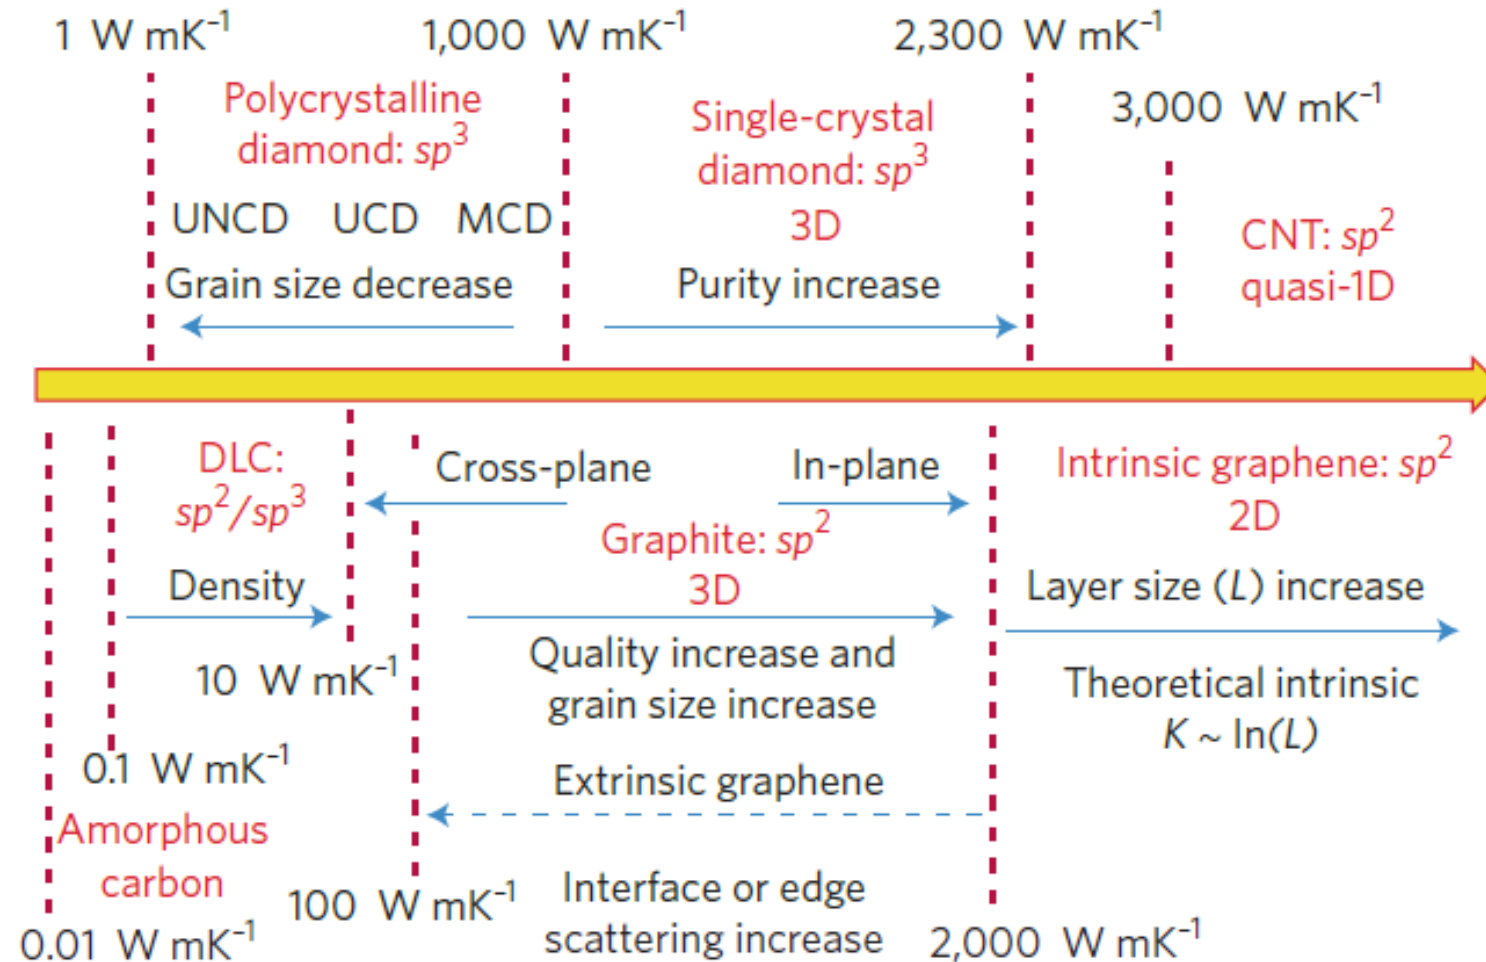 1 W mK⁻¹
1,000 W mK⁻¹
2,300 W mK⁻¹
3,000 W mK⁻¹
Polycrystalline
diamond: sp³
UNCD UCD MCD
Grain size decrease
Single-crystal
diamond: sp³
3D
Purity increase
CNT: sp²
quasi-1D
DLC:
sp²/sp³
Density
10 W mK⁻¹
0.1 W mK⁻¹
Amorphous
carbon
0.01 W mK⁻¹
Cross-plane
In-plane
Graphite: sp²
3D
Quality increase and
grain size increase
Extrinsic graphene
100 W mK⁻¹
Interface or edge
scattering increase
2,000 W mK⁻¹
Intrinsic graphene: sp²
2D
Layer size (L) increase
Theoretical intrinsic
K ~ ln(L)